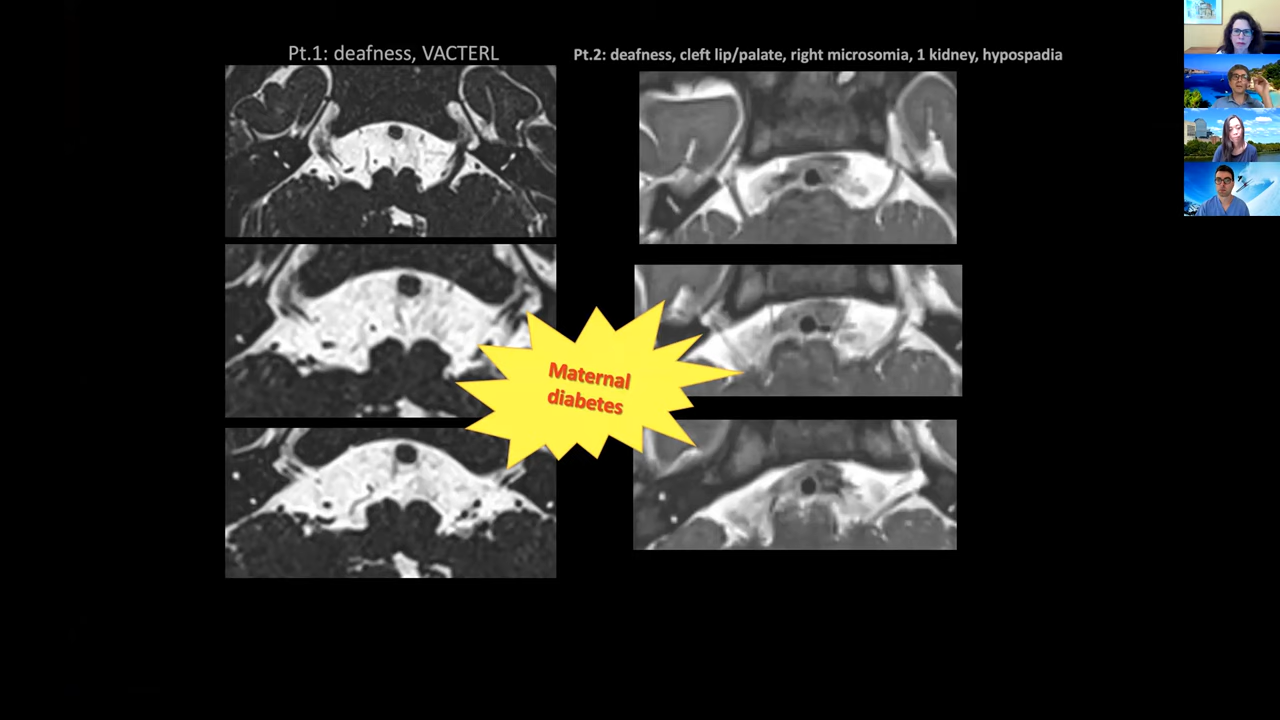 Pt.1: deafness, VACTERL
Pt.2: deafness, cleft lip/palate, right microsomia, 1 kidney, hypospadia
Maternal
diabetes